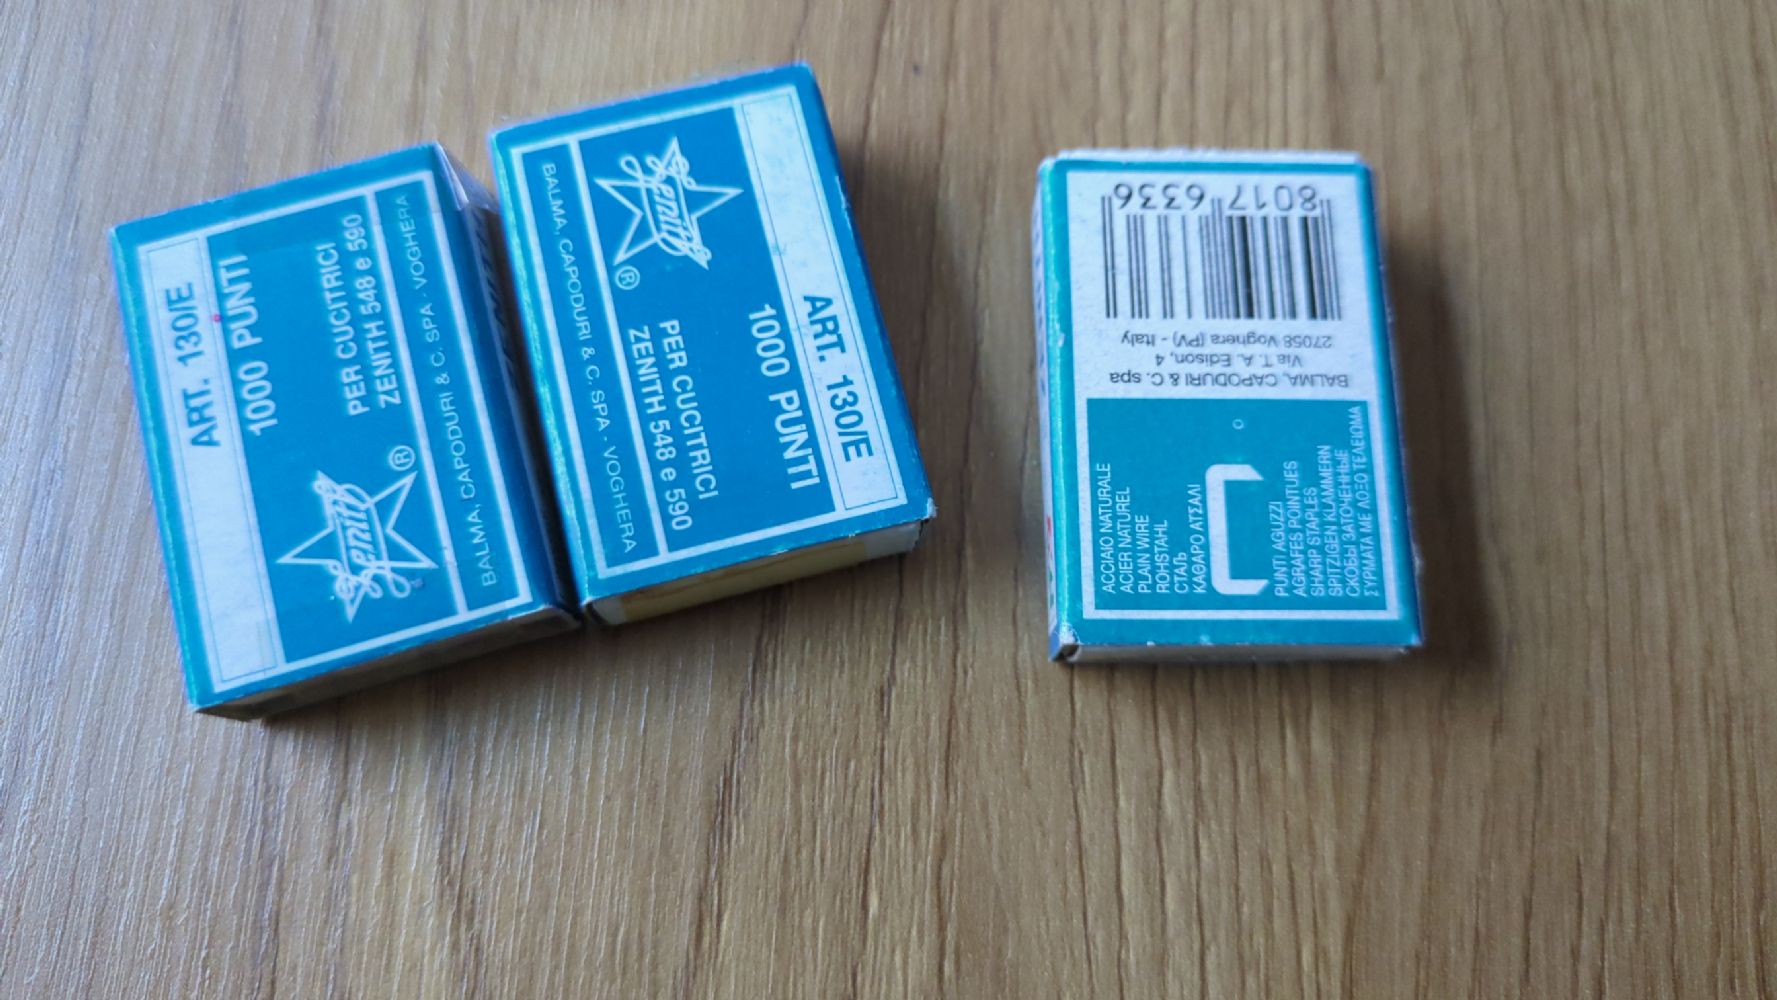 ART. 130/E
1000 PUNTI
PER CUCITRICI
ZENITH 548 e 590
Zenith ®
BALMA, CAPODURI & C. SPA - VOGHERA
ART. 130/E
1000 PUNTI
PER CUCITRICI
ZENITH 548 e 590
Zenith ®
BALMA, CAPODURI & C. SPA - VOGHERA
BALMA, CAPODURI & C. spa
Via T. A. Edison, 4
27058 Voghera (PV) - Italy
8017 6336
ACCIAIO NATURALE
ACIER NATUREL
PLAIN WIRE
ROHSTAHL
СТАЛЬ
ΚΑΘΑΡΟ ΑΤΣΑΛΙ
PUNTI AGUZZI
AGRAFES POINTUES
SHARP STAPLES
SPITZIGEN KLAMMERN
СКОБЫ ЗАТОЧЕННЫЕ
ΣΥΡΜΑΤΑ ΜΕ ΛΟΞΟ ΤΕΛΕΙΩΜΑ